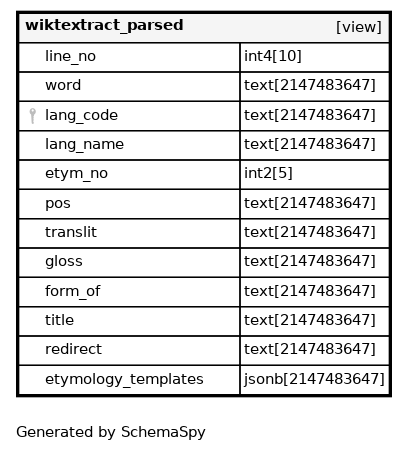 wiktextract_parsed [view]
line_no int4[10]
word text[2147483647]
lang_code text[2147483647]
lang_name text[2147483647]
etym_no int2[5]
pos text[2147483647]
translit text[2147483647]
gloss text[2147483647]
form_of text[2147483647]
title text[2147483647]
redirect text[2147483647]
etymology_templates jsonb[2147483647]
Generated by SchemaSpy